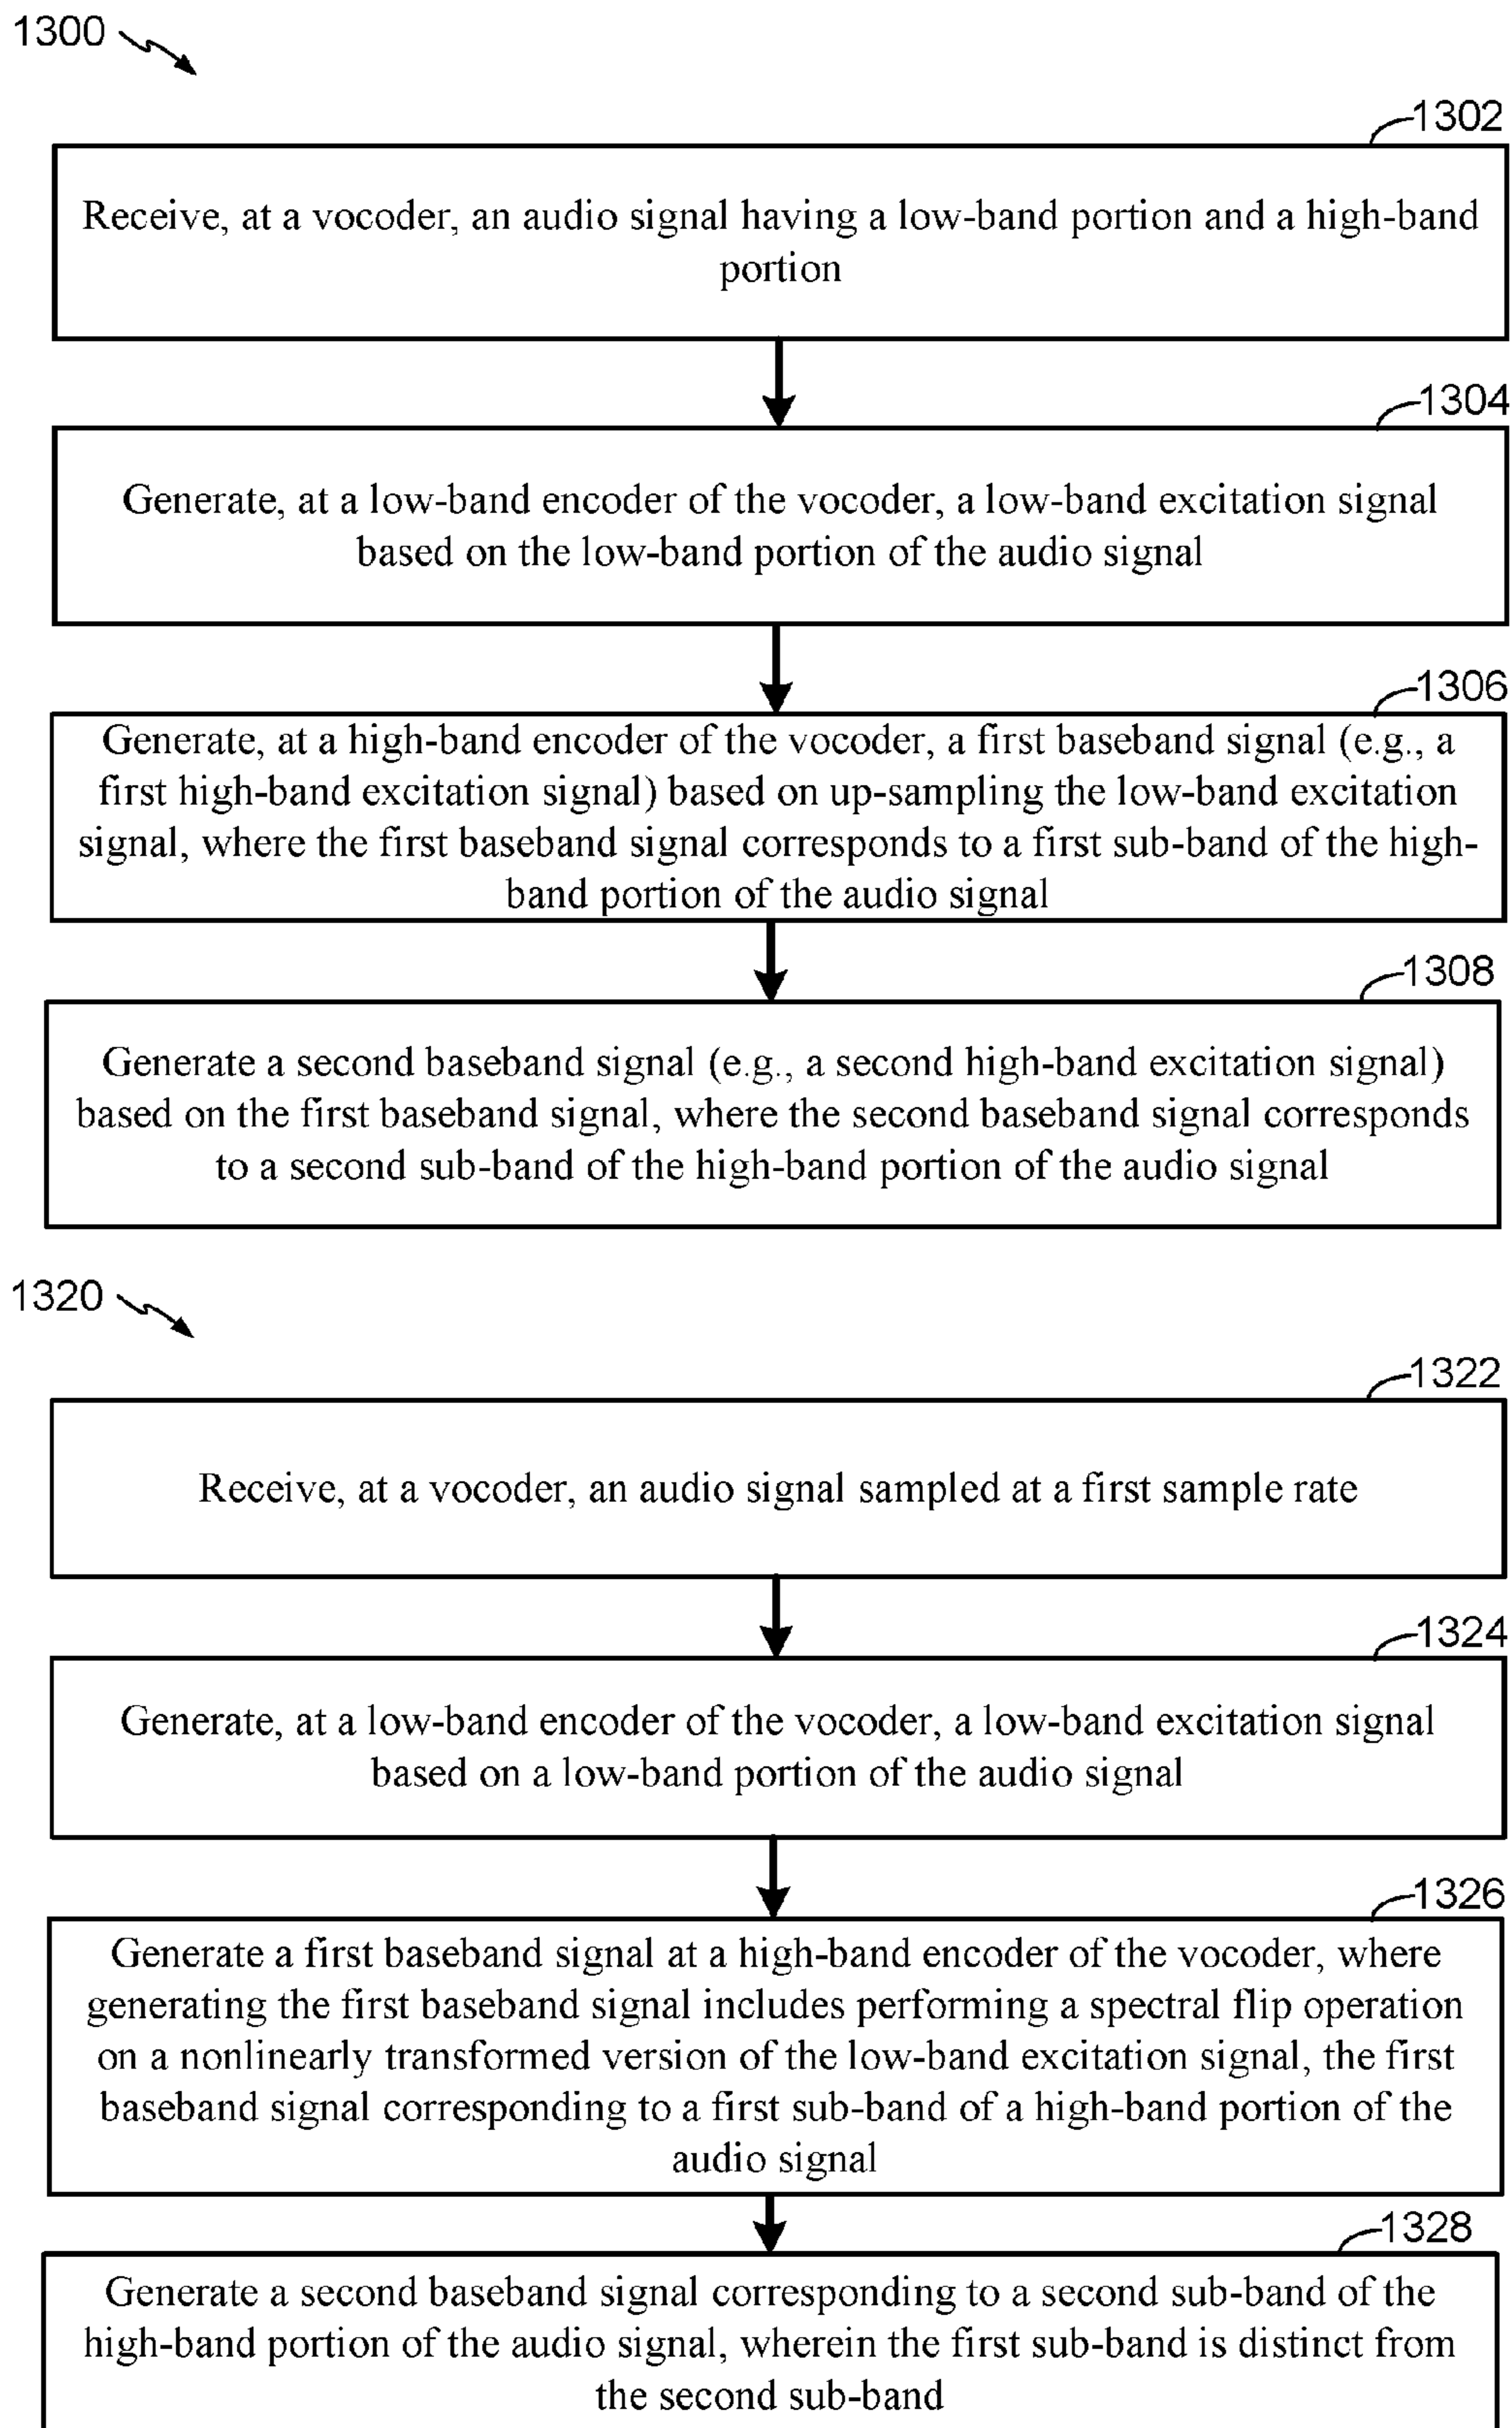 1300
1302
Receive, at a vocoder, an audio signal having a low-band portion and a high-band
portion
1304
Generate, at a low-band encoder of the vocoder, a low-band excitation signal
based on the low-band portion of the audio signal
1306
Generate, at a high-band encoder of the vocoder, a first baseband signal (e.g., a
first high-band excitation signal) based on up-sampling the low-band excitation
signal, where the first baseband signal corresponds to a first sub-band of the high-
band portion of the audio signal
1308
Generate a second baseband signal (e.g., a second high-band excitation signal)
based on the first baseband signal, where the second baseband signal corresponds
to a second sub-band of the high-band portion of the audio signal
1320
1322
Receive, at a vocoder, an audio signal sampled at a first sample rate
1324
Generate, at a low-band encoder of the vocoder, a low-band excitation signal
based on a low-band portion of the audio signal
1326
Generate a first baseband signal at a high-band encoder of the vocoder, where
generating the first baseband signal includes performing a spectral flip operation
on a nonlinearly transformed version of the low-band excitation signal, the first
baseband signal corresponding to a first sub-band of a high-band portion of the
audio signal
1328
Generate a second baseband signal corresponding to a second sub-band of the
high-band portion of the audio signal, wherein the first sub-band is distinct from
the second sub-band